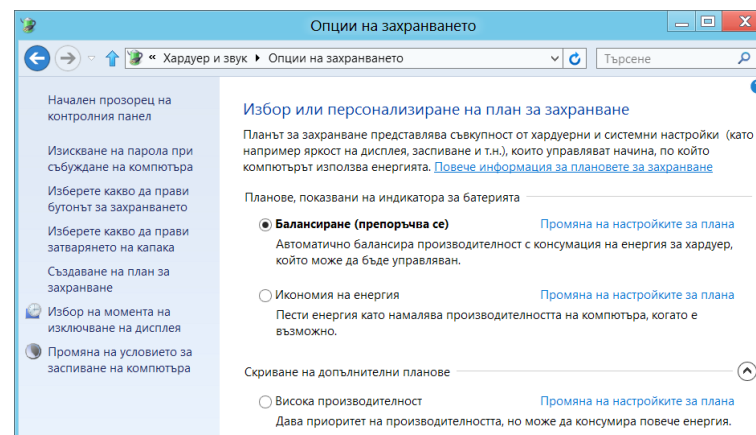 Опции на захранването
« Хардуер и звук Опции на захранването
Търсене
Начален прозорец на
контролния панел
Изискване на парола при
събуждане на компютъра
Изберете какво да прави
бутонът за захранването
Изберете какво да прави
затварянето на капака
Създаване на план за
захранване
Избор на момента на
изключване на дисплея
Промяна на условието за
заспиване на компютъра
Избор или персонализиране на план за захранване
Планът за захранване представлява съвкупност от хардуерни и системни настройки (като
например яркост на дисплея, заспиване и т.н.), които управляват начина, по който
компютърът използва енергията. Повече информация за плановете за захранване
Планове, показвани на индикатора за батерията
Балансиране (препоръчва се) Промяна на настройките за плана
Автоматично балансира производителност с консумация на енергия за хардуер,
който може да бъде управляван.
Икономия на енергия Промяна на настройките за плана
Пести енергия като намалява производителността на компютъра, когато е
възможно.
Скриване на допълнителни планове
Висока производителност Промяна на настройките за плана
Дава приоритет на производителността, но може да консумира повече енергия.